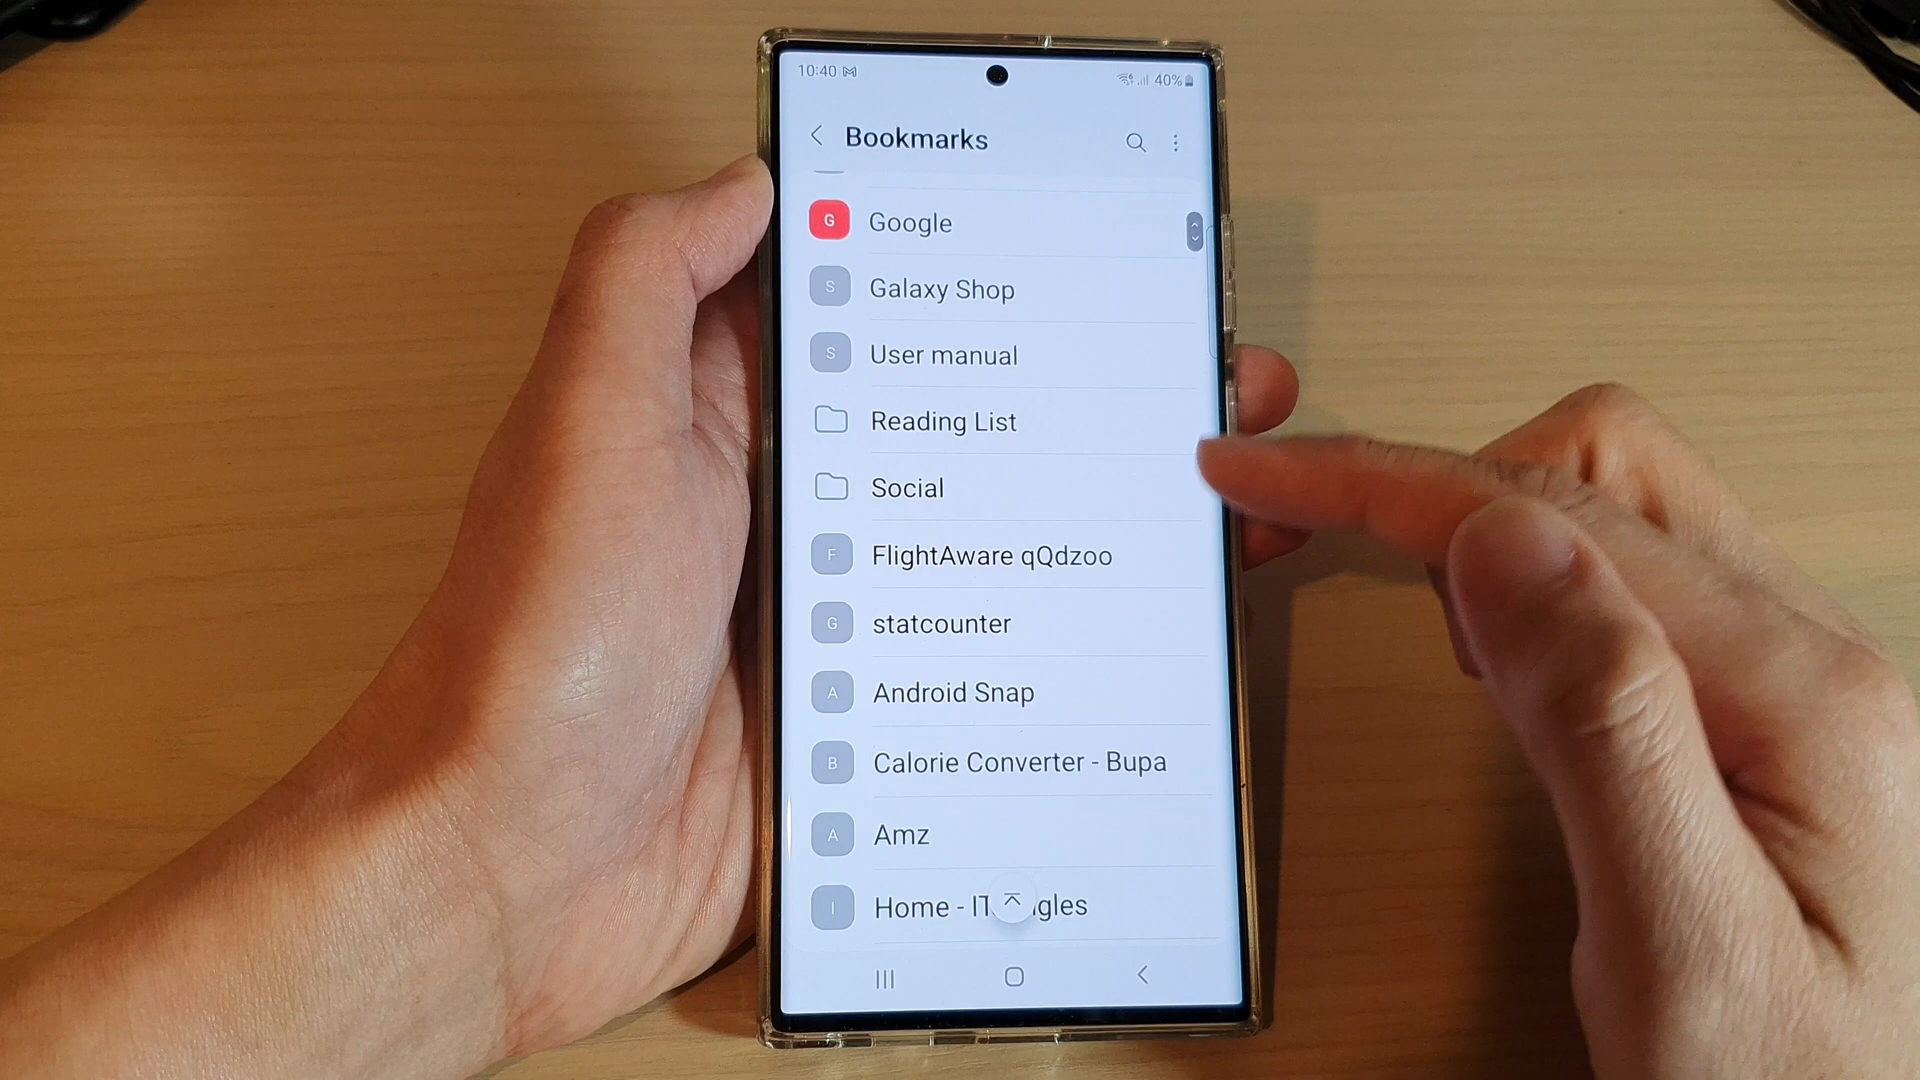 10:40 40%
Bookmarks
G Google
S Galaxy Shop
S User manual
Reading List
Social
F FlightAware qQdzoo
G statcounter
A Android Snap
B Calorie Converter - Bupa
A Amz
I Home - IT gles